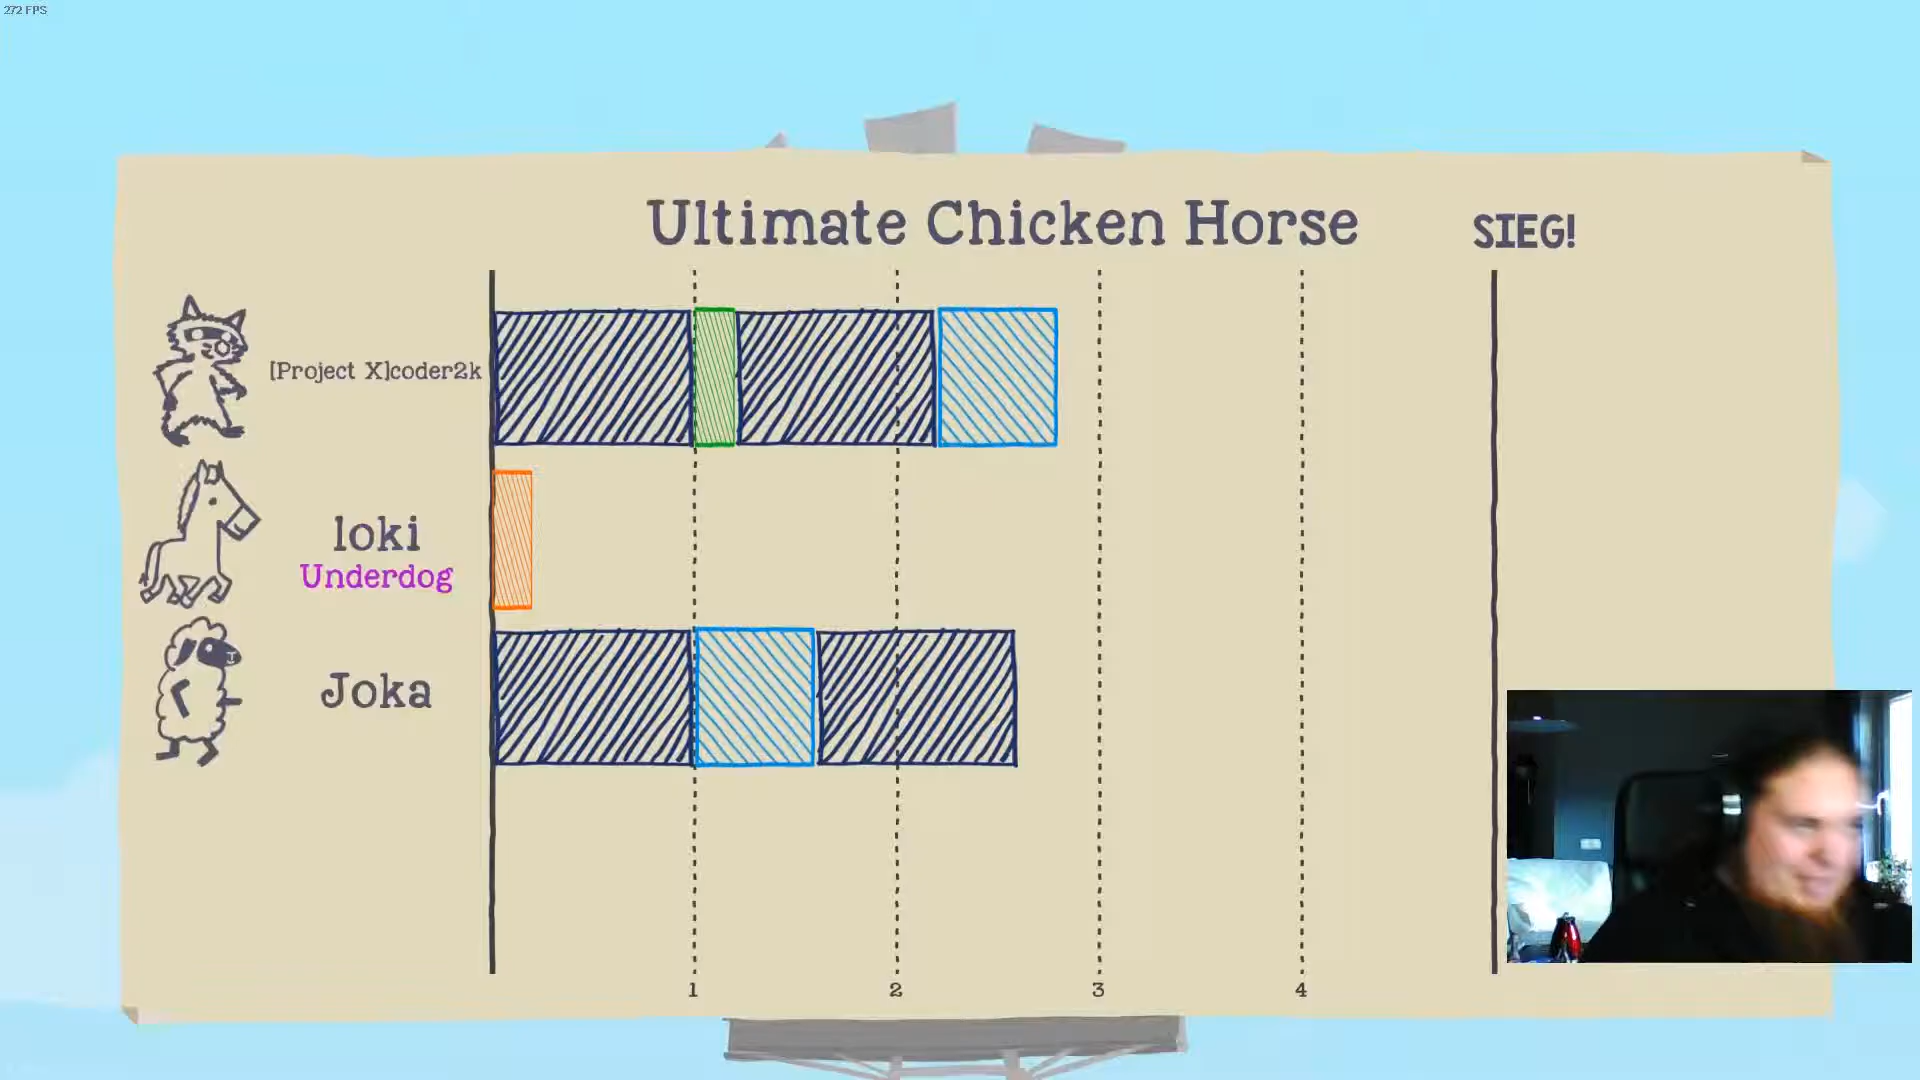 272 FPS
Ultimate Chicken Horse
SIEG!
[Project X]coder2k
loki
Underdog
Joka
1
2
3
4